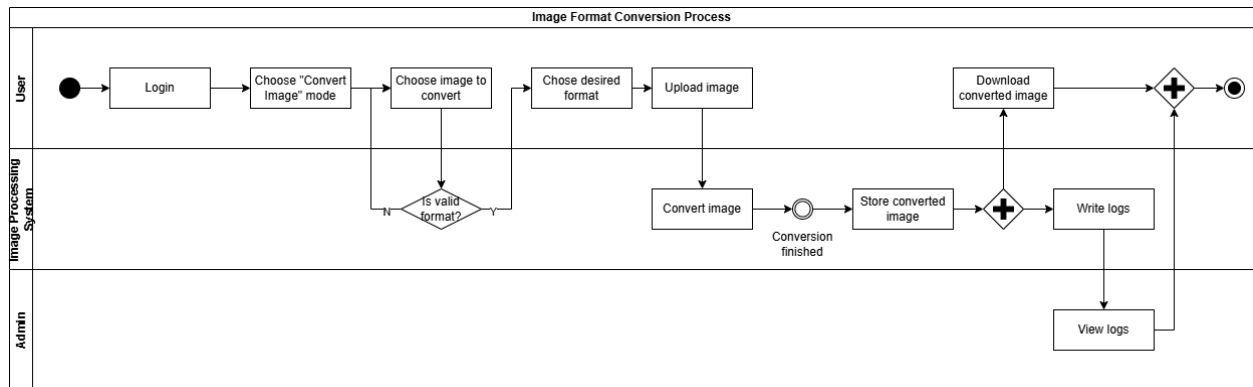 Image Format Conversion Process
User
Login
Choose "Convert
Image" mode
Choose image to
convert
Chose desired
format
Upload image
Download
converted image
Image Processing
System
N
Is valid
format?
Y
Convert image
Conversion
finished
Store converted
image
Write logs
Admin
View logs